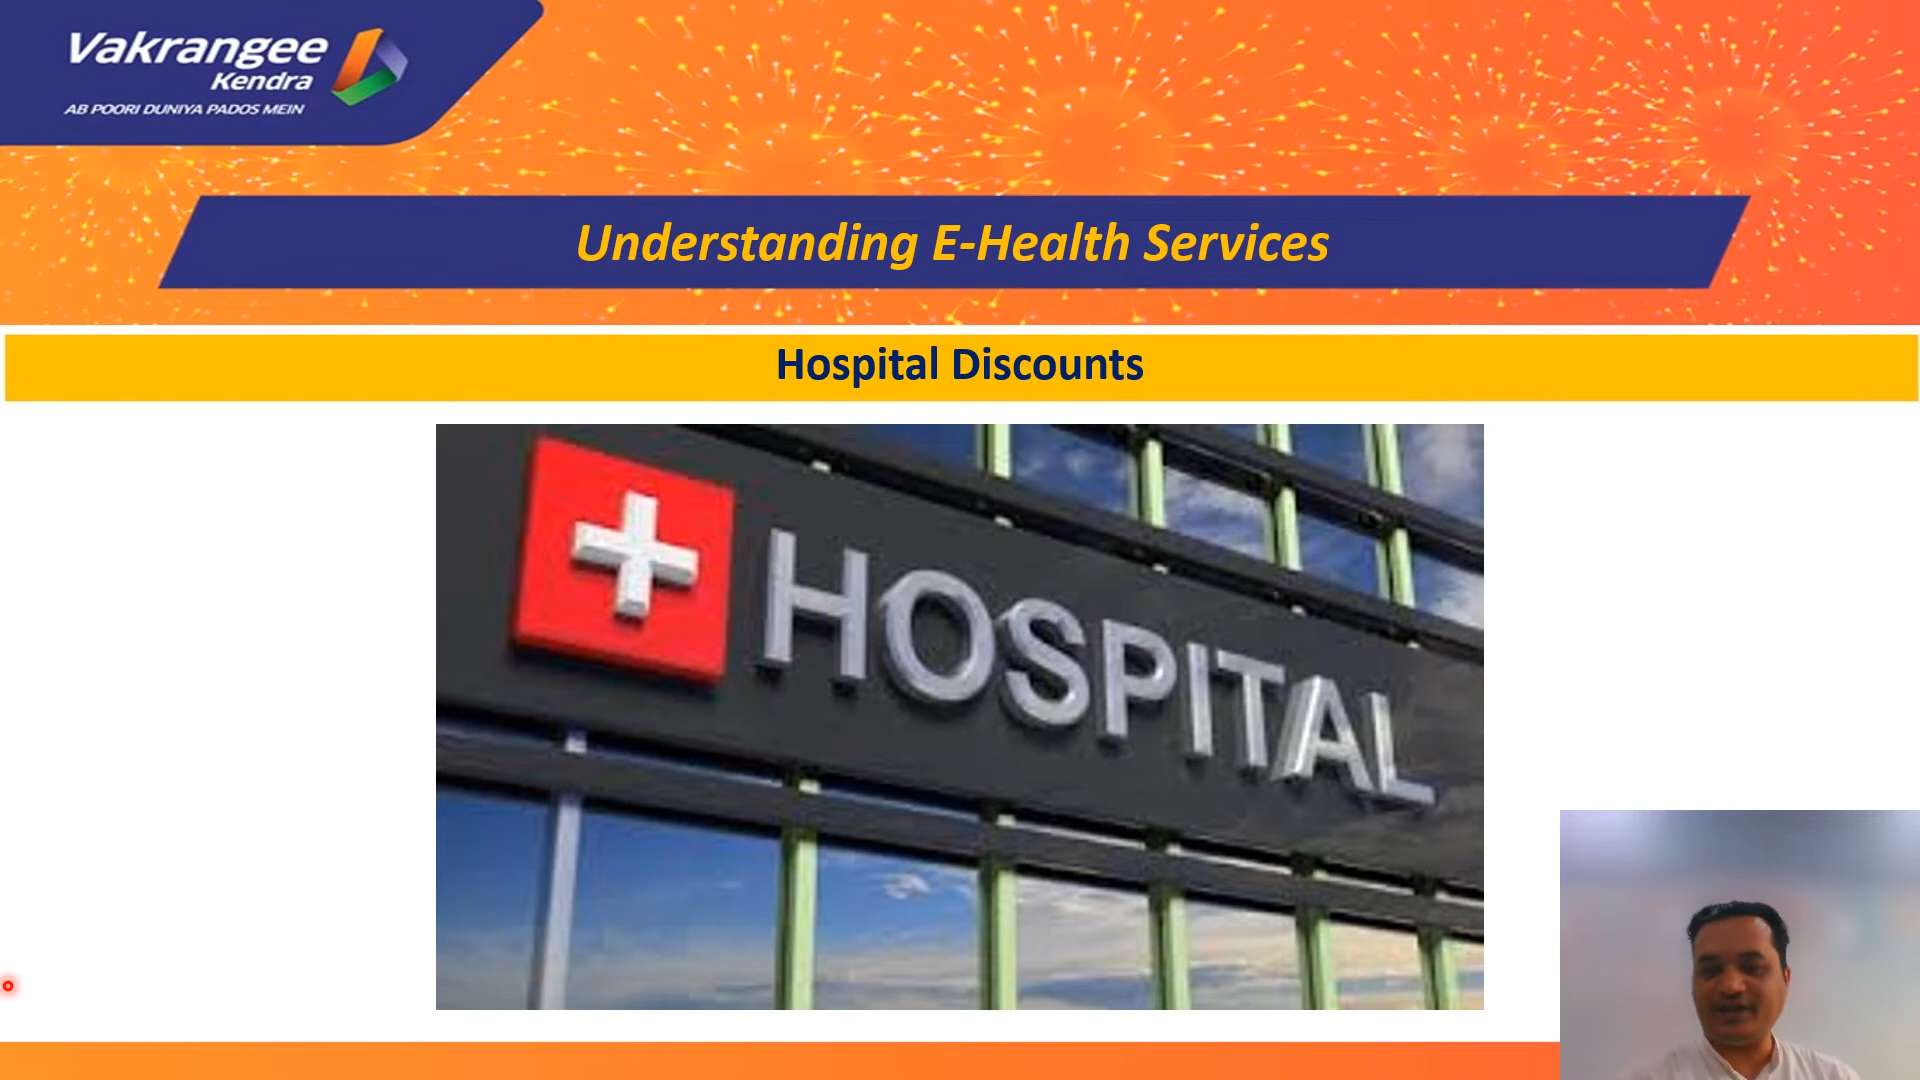 Vakrangee
Kendra
AB POORI DUNIYA PADOS MEIN
Understanding E-Health Services
Hospital Discounts
HOSPITAL